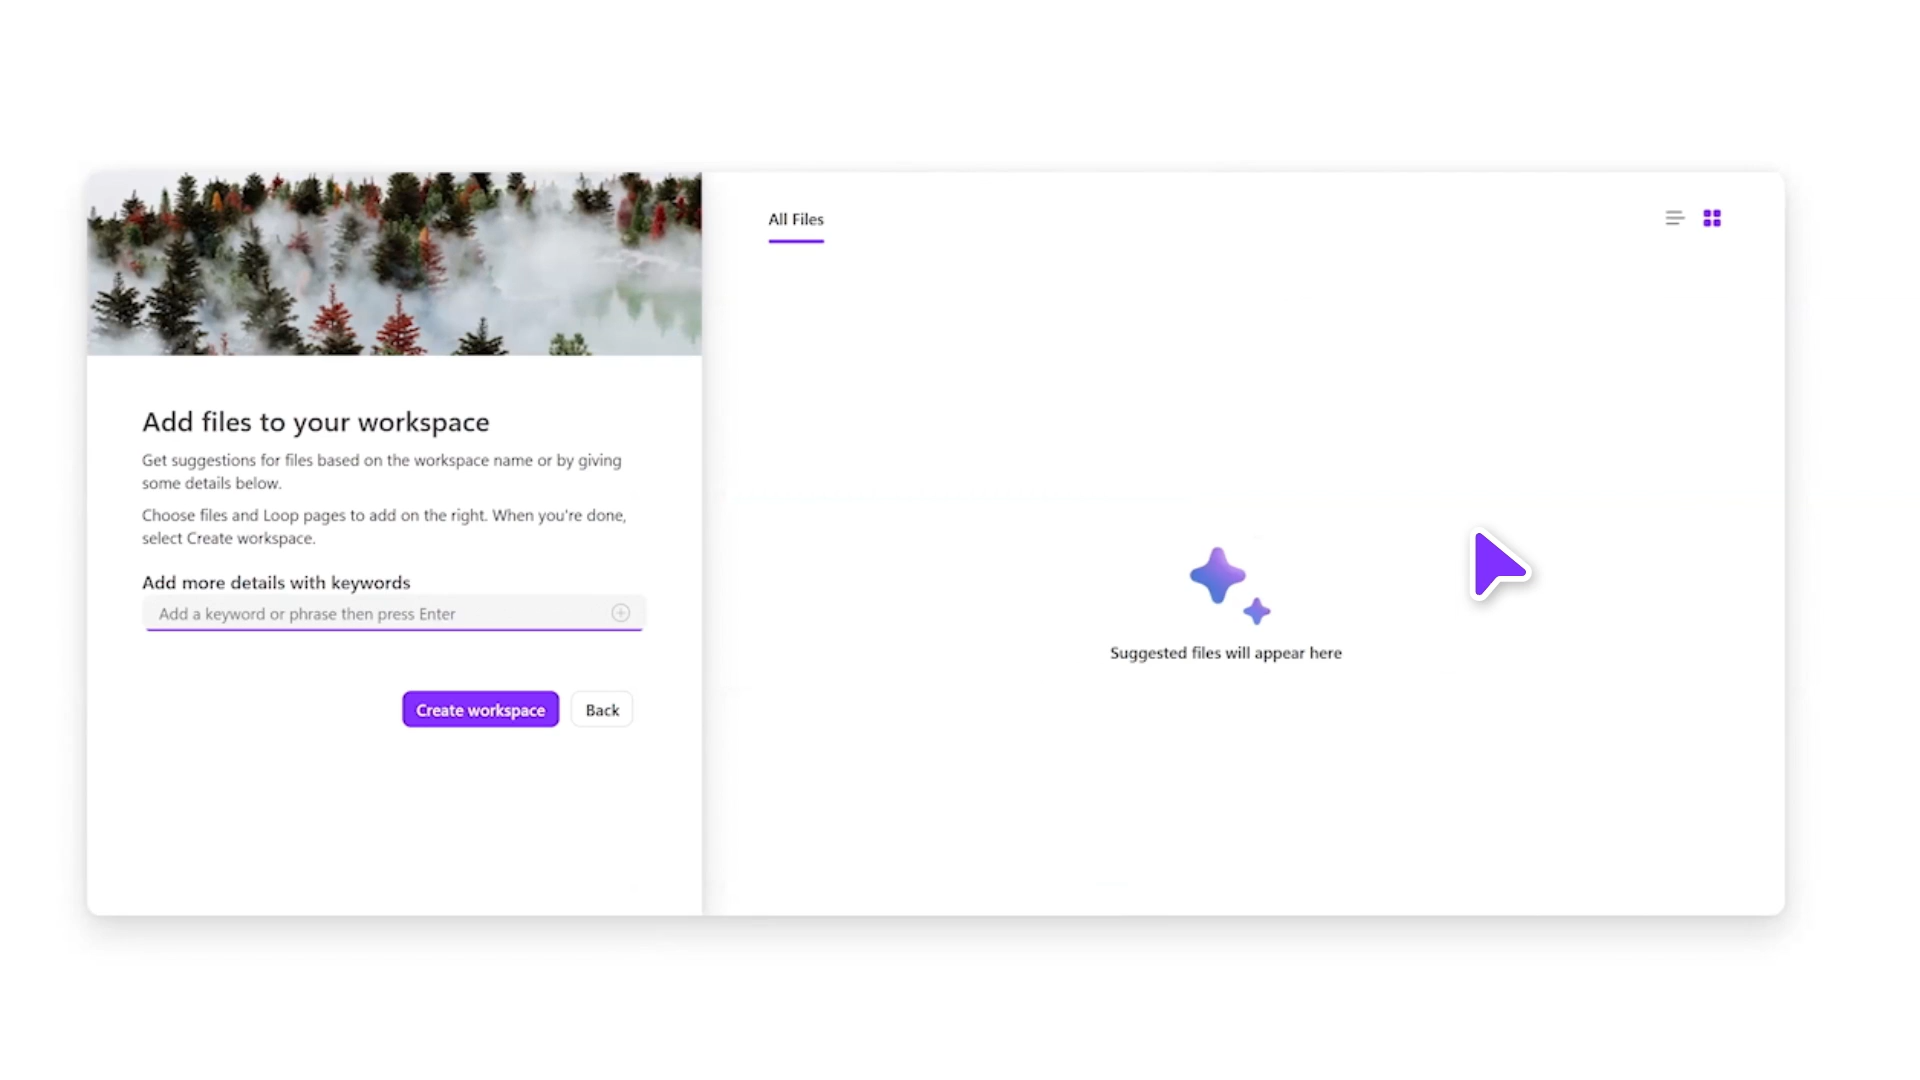 All Files
Add files to your workspace
Get suggestions for files based on the workspace name or by giving
some details below.
Choose files and Loop pages to add on the right. When you're done,
select Create workspace.
Add more details with keywords
Add a keyword or phrase then press Enter
Suggested files will appear here
Create workspace
Back